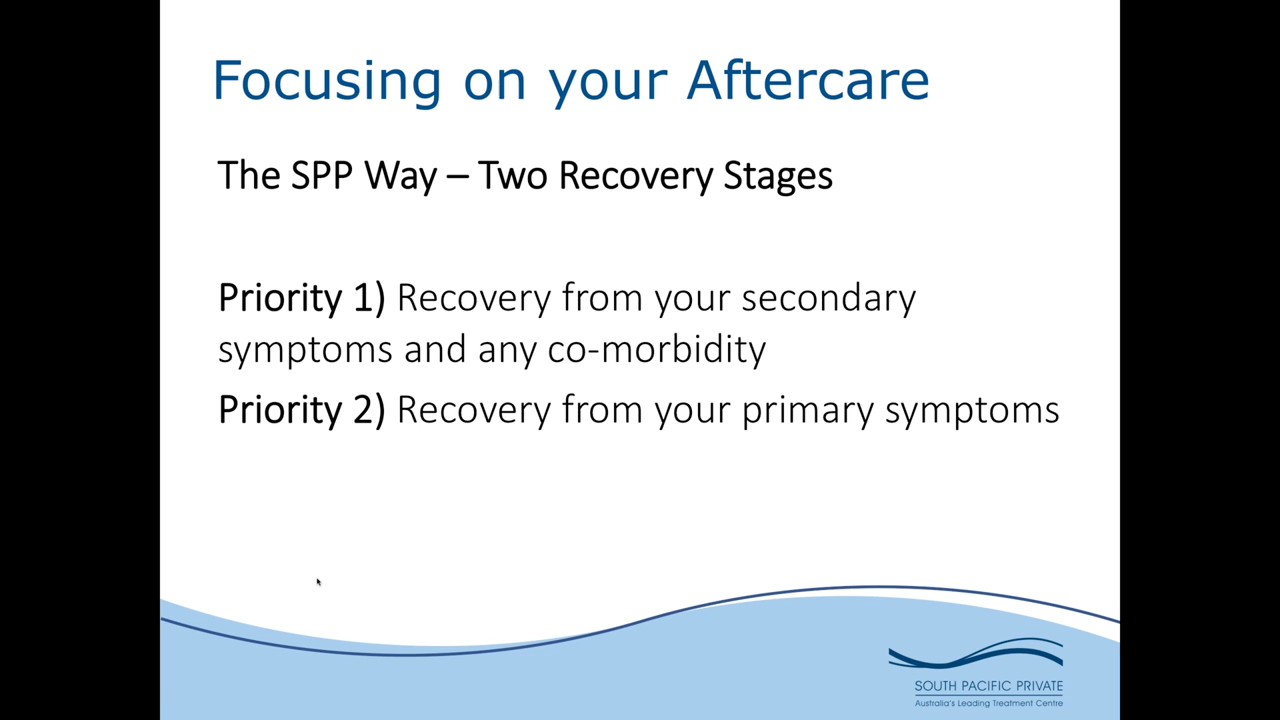 Focusing on your Aftercare
The SPP Way – Two Recovery Stages
Priority 1) Recovery from your secondary
symptoms and any co-morbidity
Priority 2) Recovery from your primary symptoms
SOUTH PACIFIC PRIVATE
Australia's Leading Treatment Centre